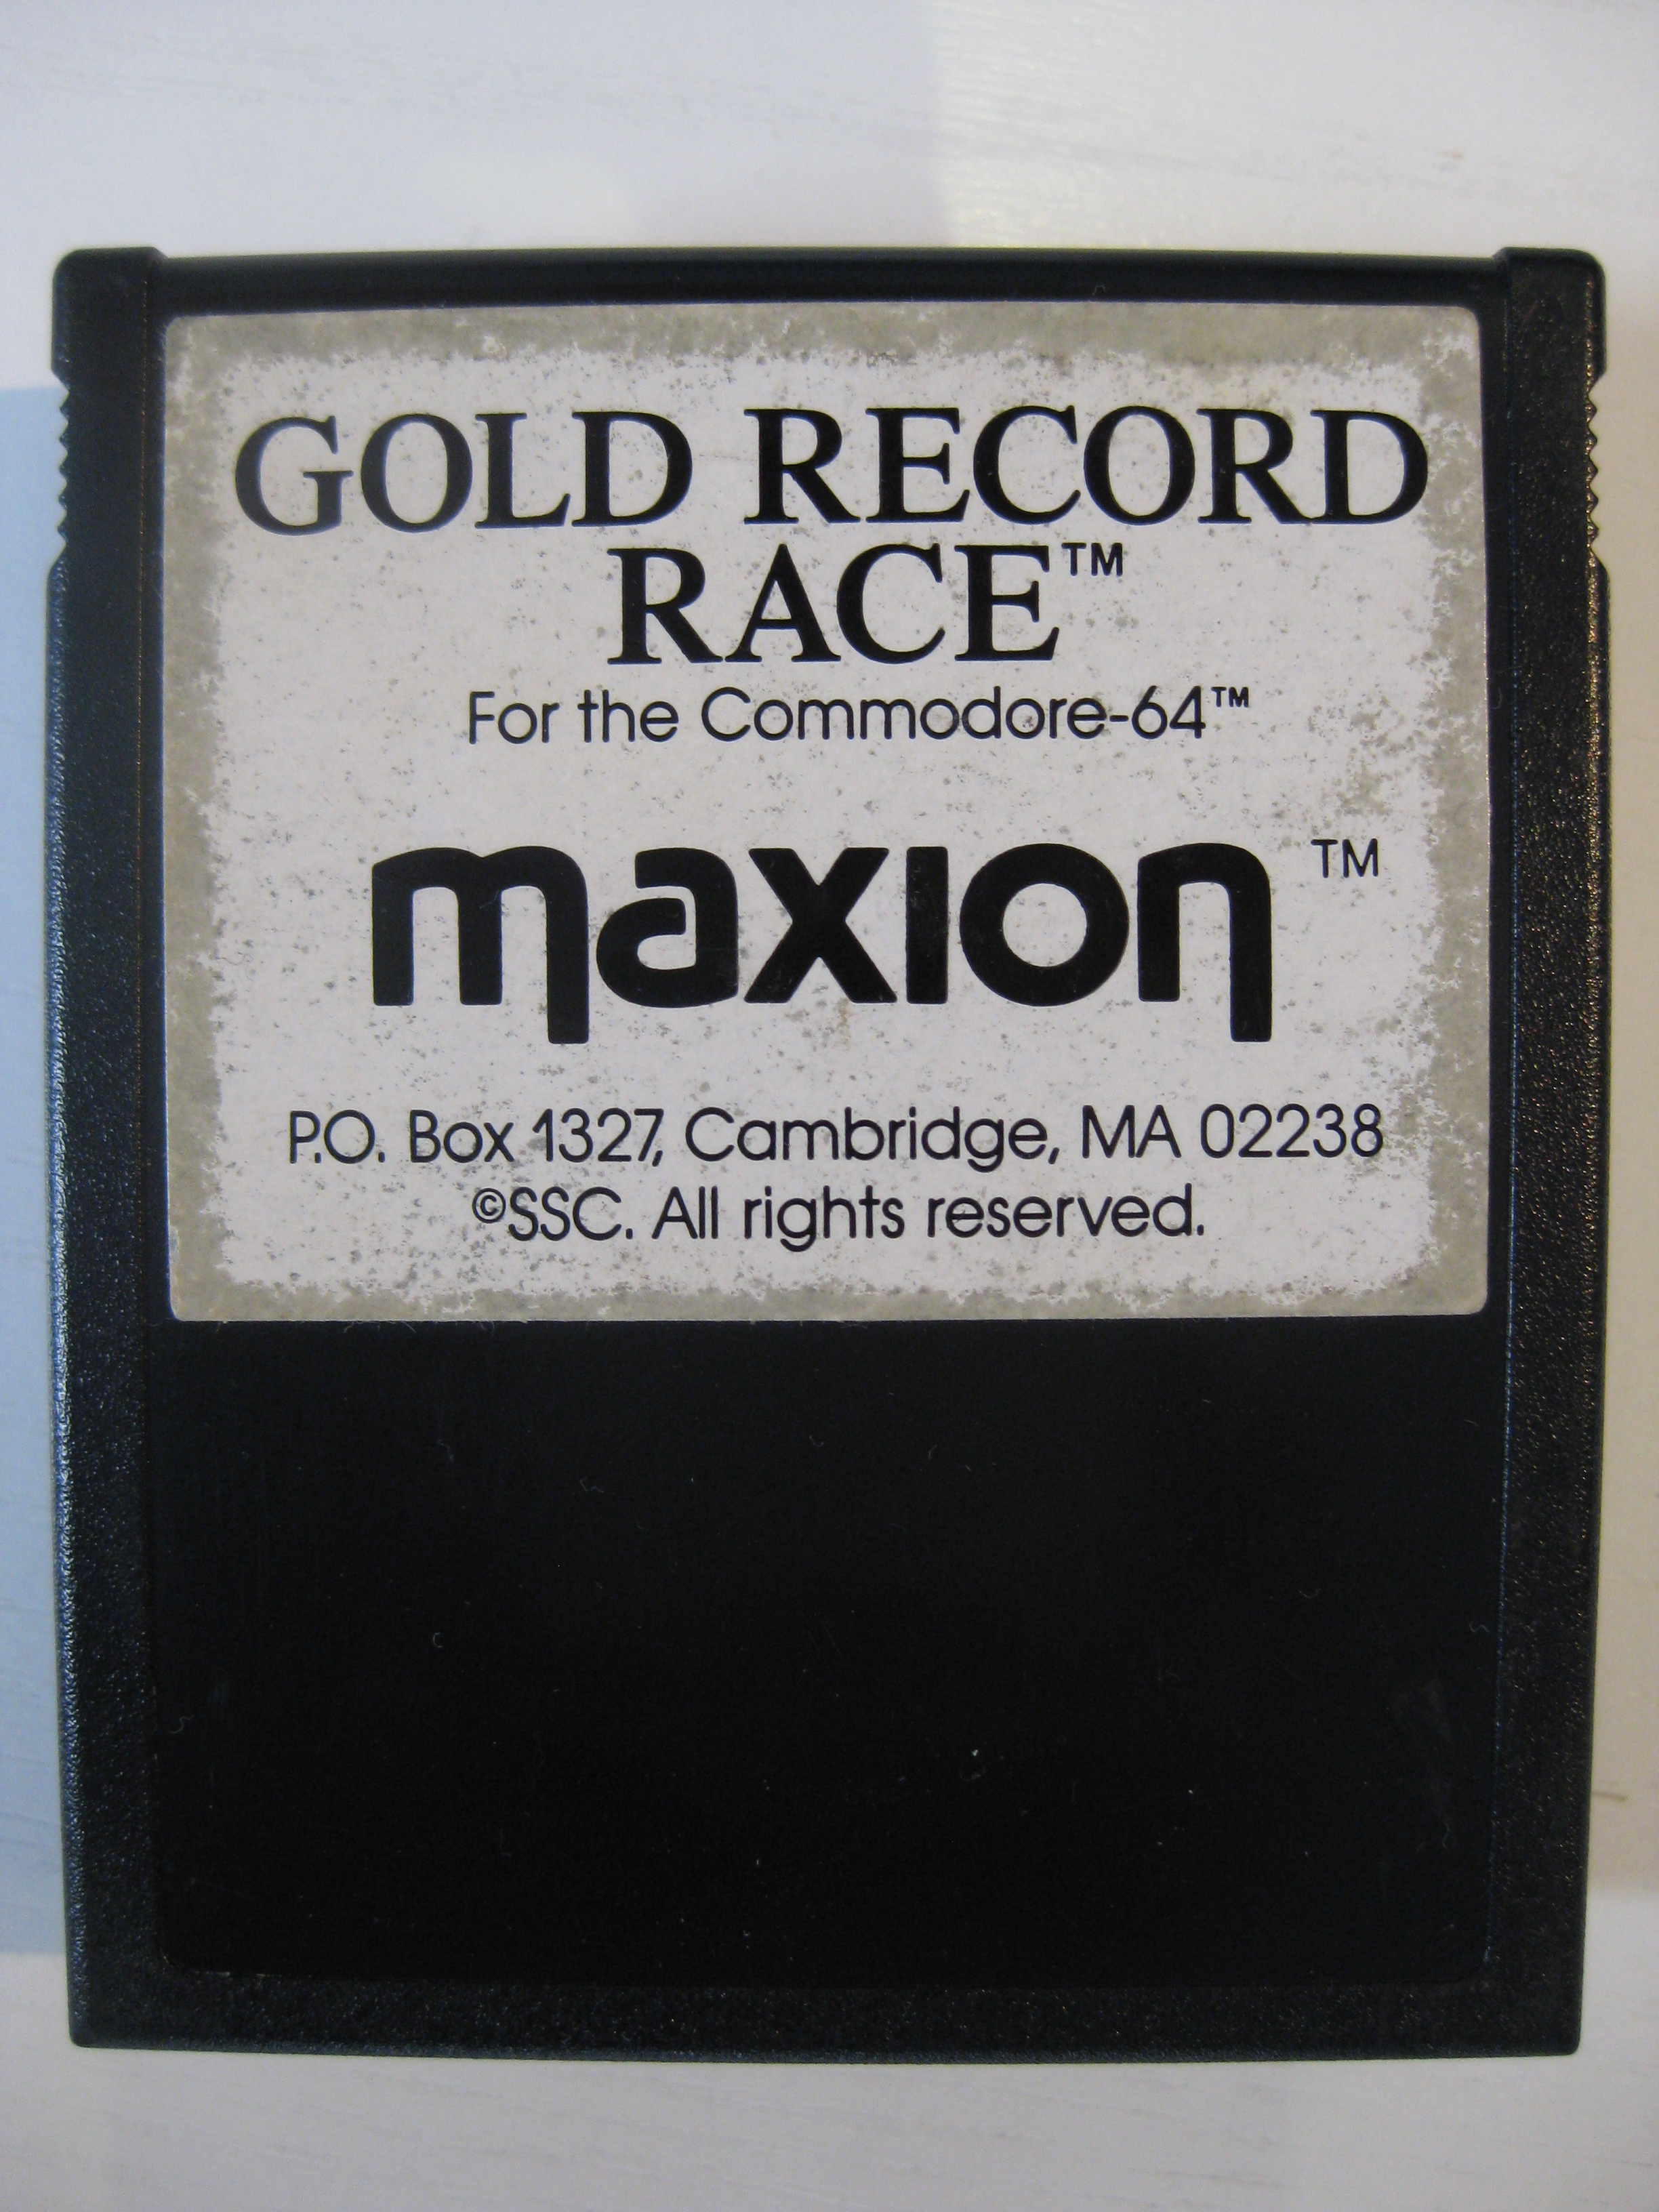 GOLD RECORD
RACE™
For the Commodore-64™
maxion™
P.O. Box 1327, Cambridge, MA 02238
©SSC. All rights reserved.